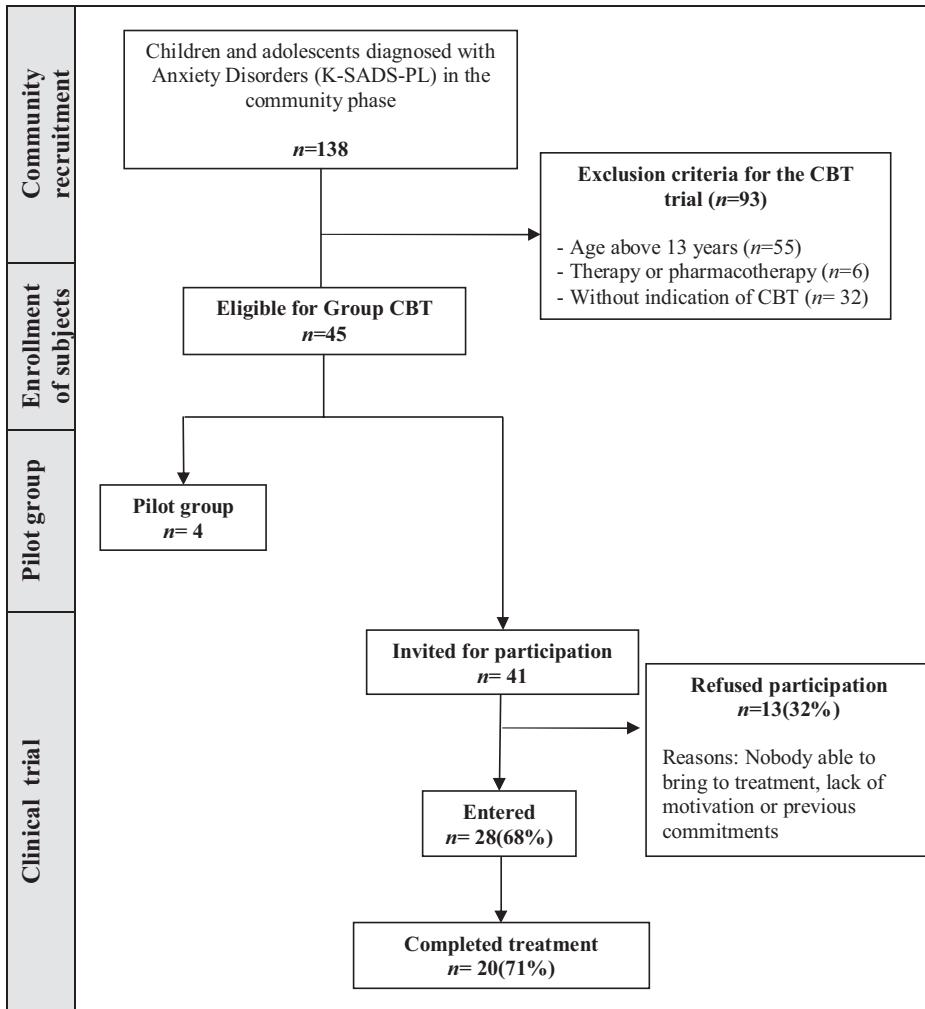 Community
recruitment
Children and adolescents diagnosed with
Anxiety Disorders (K-SADS-PL) in the
community phase
n=138
Exclusion criteria for the CBT
trial (n=93)
- Age above 13 years (n=55)
- Therapy or pharmacotherapy (n=6)
- Without indication of CBT (n= 32)
Enrollment
of subjects
Eligible for Group CBT
n=45
Pilot group
Pilot group
n= 4
Clinical trial
Invited for participation
n= 41
Refused participation
n=13(32%)
Reasons: Nobody able to
bring to treatment, lack of
motivation or previous
commitments
Entered
n= 28(68%)
Completed treatment
n= 20(71%)